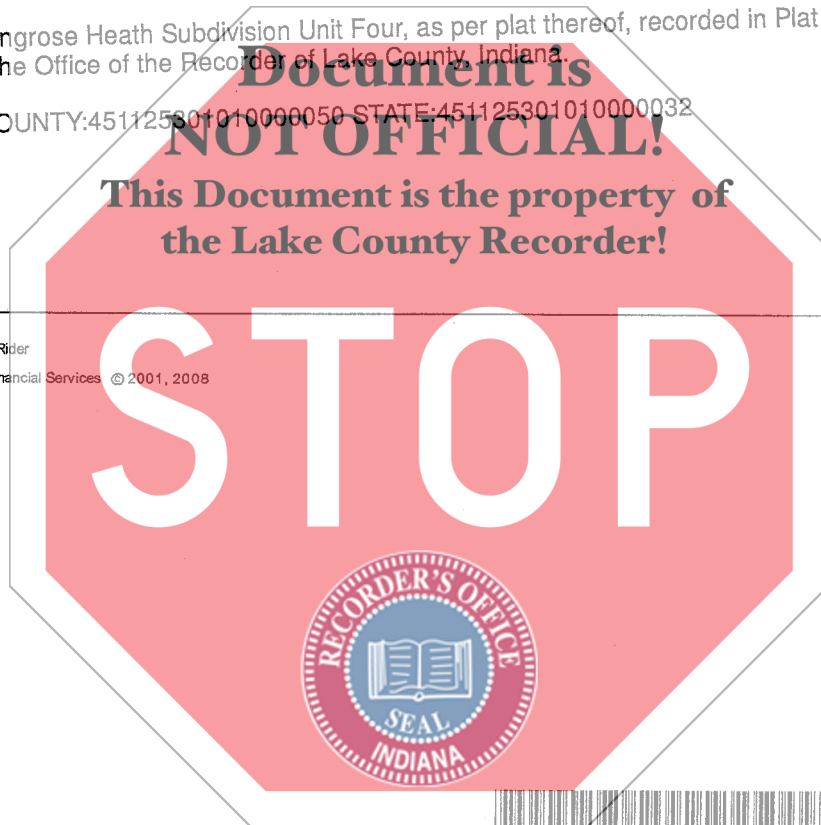 ngrose Heath Subdivision Unit Four, as per plat thereof, recorded in Plat
he Office of the Recorder of Lake County, Indiana.
Document is
OUNTY:451125301010000050 STATE:451125301010000032
NOT OFFICIAL!
This Document is the property of
the Lake County Recorder!
Rider
nancial Services © 2001, 2008
STOP
RECORDER'S OFFICE
SEAL
INDIANA